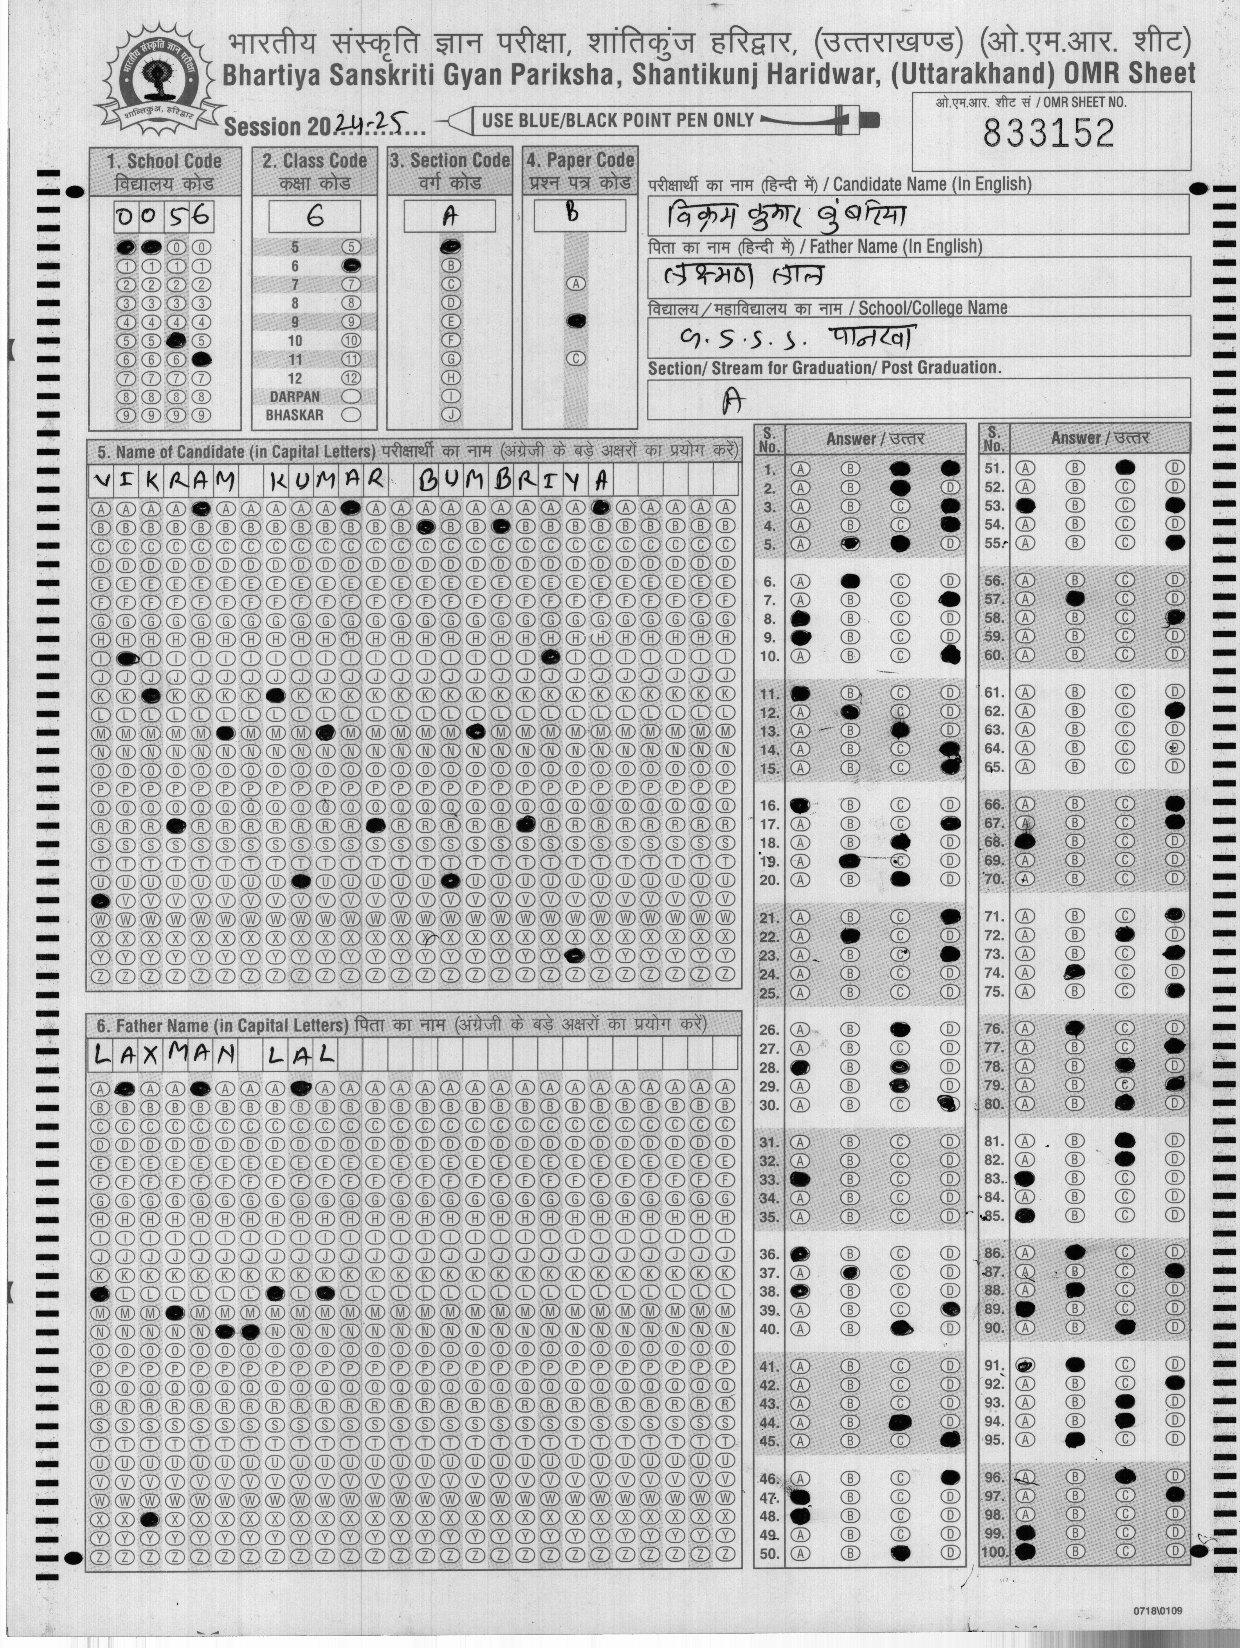 भारतीय संस्कृति ज्ञान परीक्षा, शांतिकुंज हरिद्वार, (उत्तराखण्ड) (ओ.एम.आर. शीट)
Bhartiya Sanskriti Gyan Pariksha, Shantikunj Haridwar, (Uttarakhand) OMR Sheet
Session 2024-25
USE BLUE/BLACK POINT PEN ONLY
ओ.एम.आर. शीट सं / OMR SHEET NO.
833152
1. School Code
विद्यालय कोड
0056
2. Class Code
कक्षा कोड
6
5
6
7
8
9
10
11
12
DARPAN
BHASKAR
3. Section Code
वर्ग कोड
A
4. Paper Code
प्रश्न पत्र कोड
B
परीक्षार्थी का नाम (हिन्दी में) / Candidate Name (In English)
विक्रम कुमार बुंबरिया
पिता का नाम (हिन्दी में) / Father Name (In English)
लक्ष्मण लाल
विद्यालय / महाविद्यालय का नाम / School/College Name
G.S.S.S. पानरवा
Section/ Stream for Graduation/ Post Graduation.
A
5. Name of Candidate (in Capital Letters) परीक्षार्थी का नाम (अंग्रेजी के बड़े अक्षरों का प्रयोग करें)
VIKRAM KUMAR BUMBRIYA
6. Father Name (in Capital Letters) पिता का नाम (अंग्रेजी के बड़े अक्षरों का प्रयोग करें)
LAXMAN LAL
S. No. Answer / उत्तर
S. No. Answer / उत्तर
0718\0109